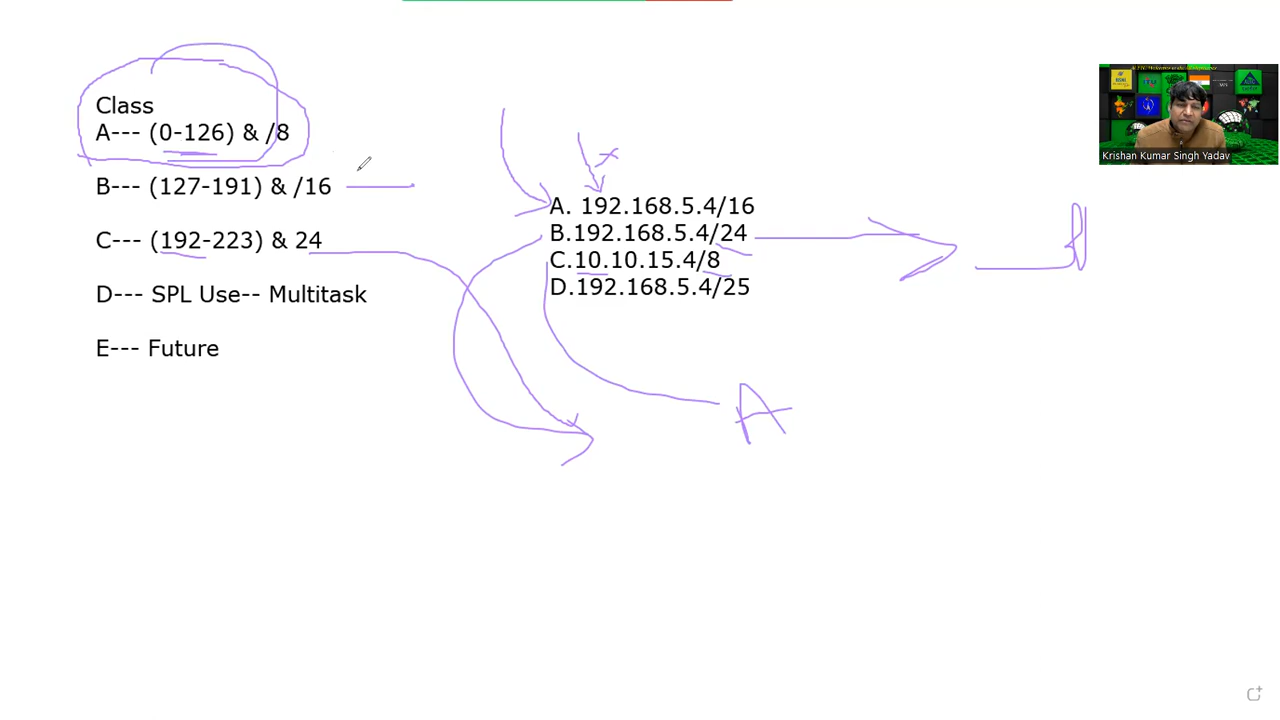 Class
A--- (0-126) & /8
B--- (127-191) & /16
C--- (192-223) & 24
D--- SPL Use-- Multitask
E--- Future
x
A. 192.168.5.4/16
B.192.168.5.4/24
C.10.10.15.4/8
D.192.168.5.4/25
A
Krishan Kumar Singh Yadav